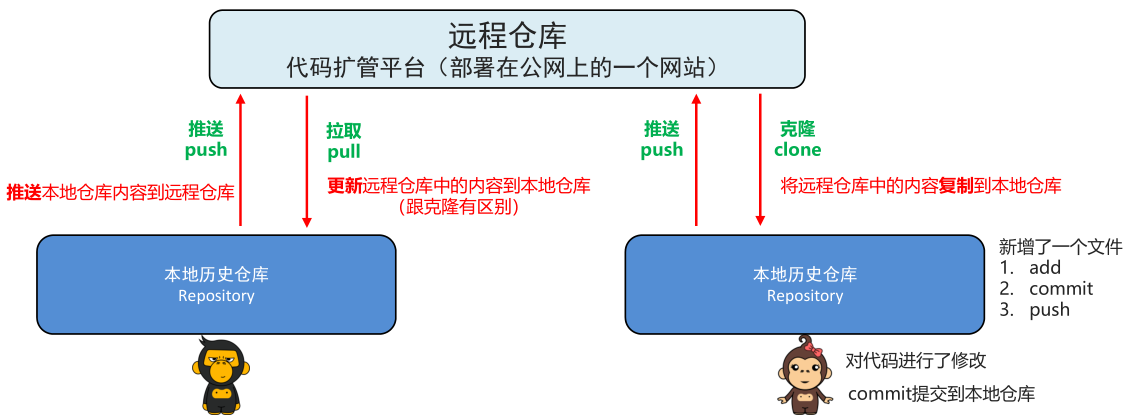 远程仓库
代码扩管平台（部署在公网上的一个网站）
推送
push
推送本地仓库内容到远程仓库
拉取
pull
更新远程仓库中的内容到本地仓库
（跟克隆有区别）
推送
push
克隆
clone
将远程仓库中的内容复制到本地仓库
本地历史仓库
Repository
本地历史仓库
Repository
新增了一个文件
1. add
2. commit
3. push
对代码进行了修改
commit提交到本地仓库